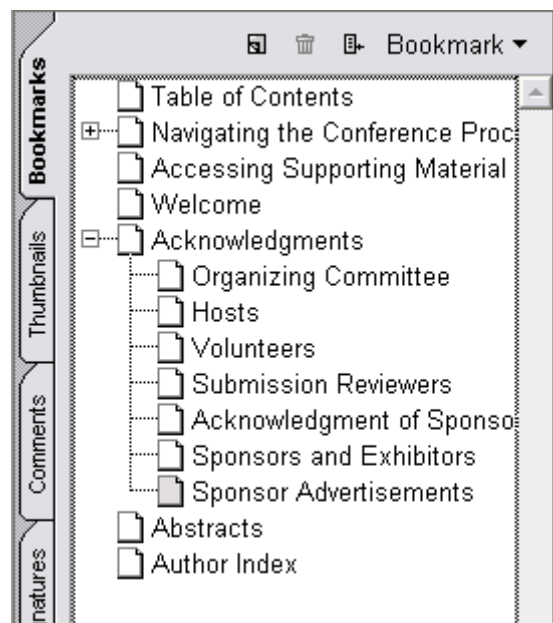 Bookmark
Bookmarks
Thumbnails
Comments
natures
Table of Contents
Navigating the Conference Proc
Accessing Supporting Material
Welcome
Acknowledgments
Organizing Committee
Hosts
Volunteers
Submission Reviewers
Acknowledgment of Sponso
Sponsors and Exhibitors
Sponsor Advertisements
Abstracts
Author Index